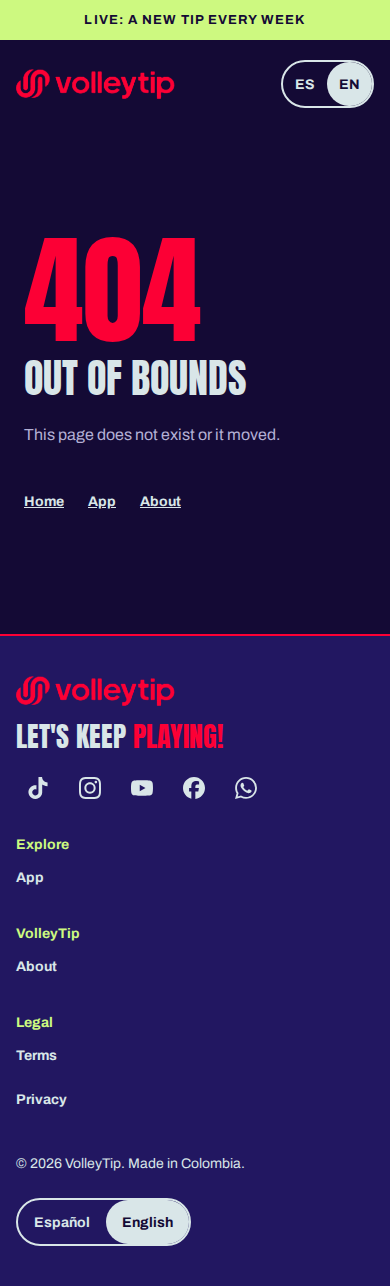 LIVE: A NEW TIP EVERY WEEK
volleytip
ES EN
404
OUT OF BOUNDS
This page does not exist or it moved.
Home App About
volleytip
LET'S KEEP PLAYING!
Explore
App
VolleyTip
About
Legal
Terms
Privacy
© 2026 VolleyTip. Made in Colombia.
Español English